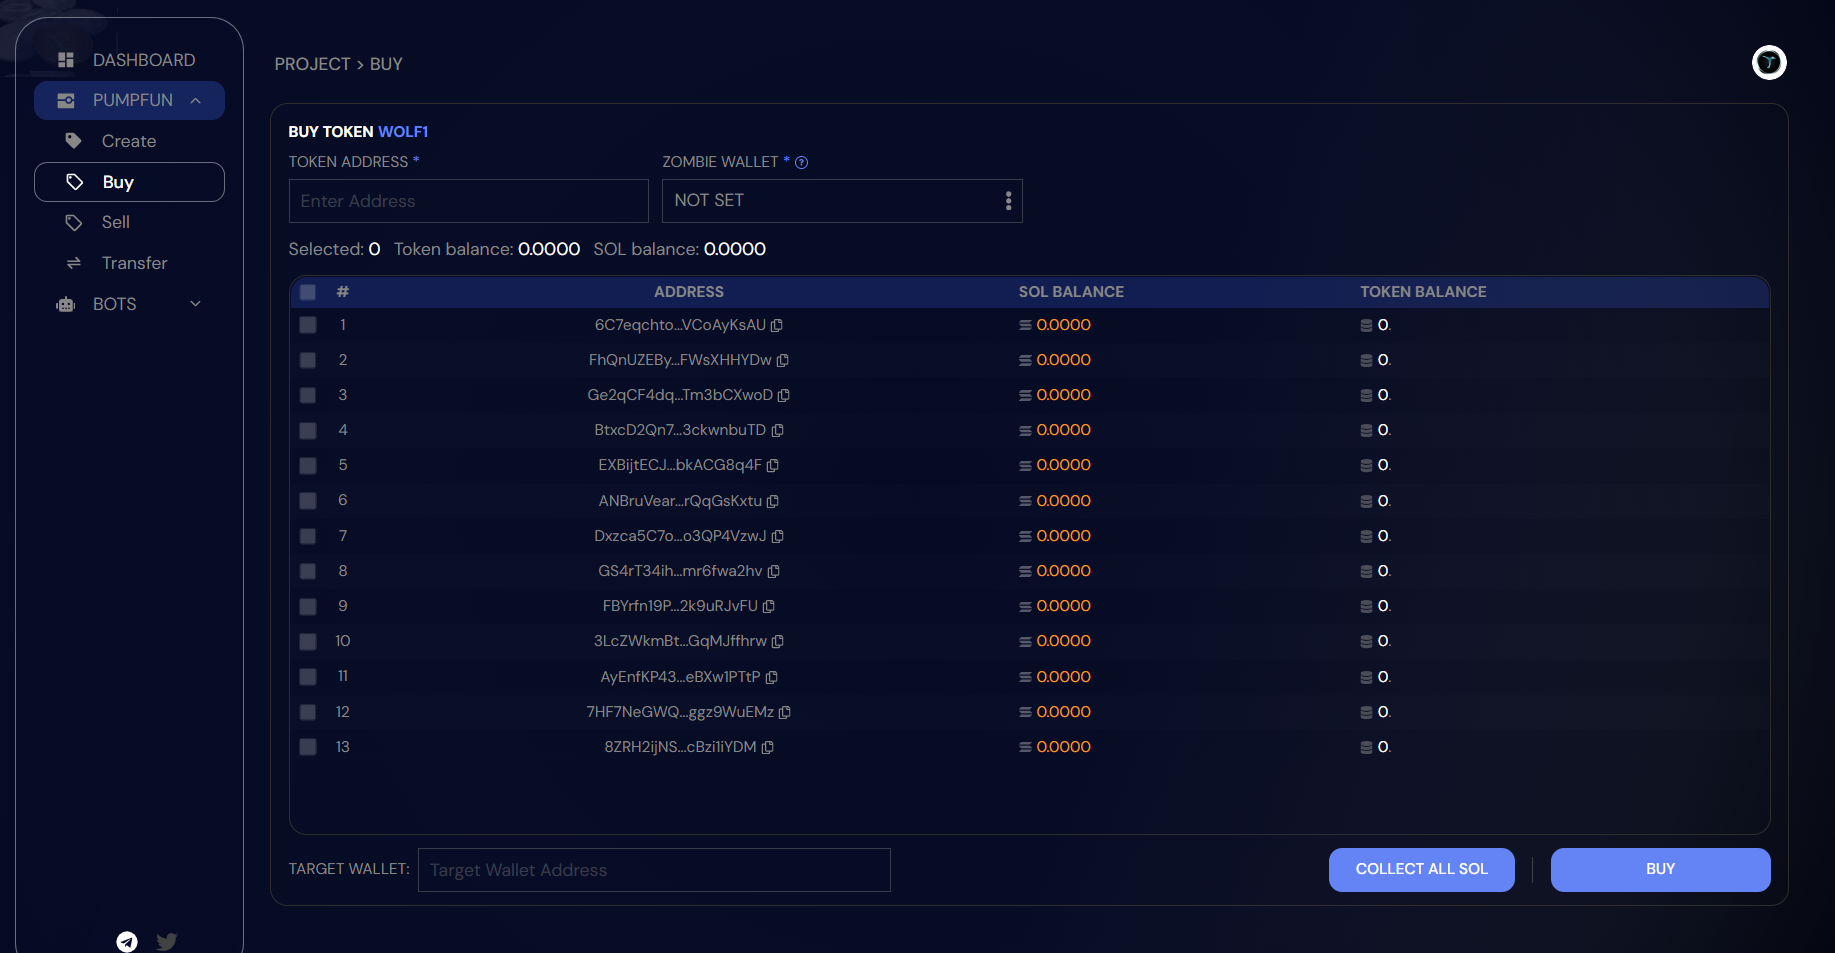 DASHBOARD
PUMPFUN
Create
Buy
Sell
Transfer
BOTS
PROJECT > BUY
BUY TOKEN WOLF1
TOKEN ADDRESS * ZOMBIE WALLET * ?
Enter Address NOT SET
Selected: 0 Token balance: 0.0000 SOL balance: 0.0000
# ADDRESS SOL BALANCE TOKEN BALANCE
1 6C7eqchto...VCoAyKsAU 0.0000 0.
2 FhQnUZEBy...FWsXHHYDw 0.0000 0.
3 Ge2qCF4dq...Tm3bCXwoD 0.0000 0.
4 BtxcD2Qn7...3ckwnbuTD 0.0000 0.
5 EXBijtECJ...bkACG8q4F 0.0000 0.
6 ANBruVear...rQqGsKxtu 0.0000 0.
7 Dxzca5C7o...o3QP4VzwJ 0.0000 0.
8 GS4rT34ih...mr6fwa2hv 0.0000 0.
9 FBYrfn19P...2k9uRJvFU 0.0000 0.
10 3LcZWkmBt...GqMJffhrw 0.0000 0.
11 AyEnfKP43...eBXw1PTtP 0.0000 0.
12 7HF7NeGWQ...ggz9WuEMz 0.0000 0.
13 8ZRH2ijNS...cBzi1iYDM 0.0000 0.
TARGET WALLET: Target Wallet Address COLLECT ALL SOL BUY